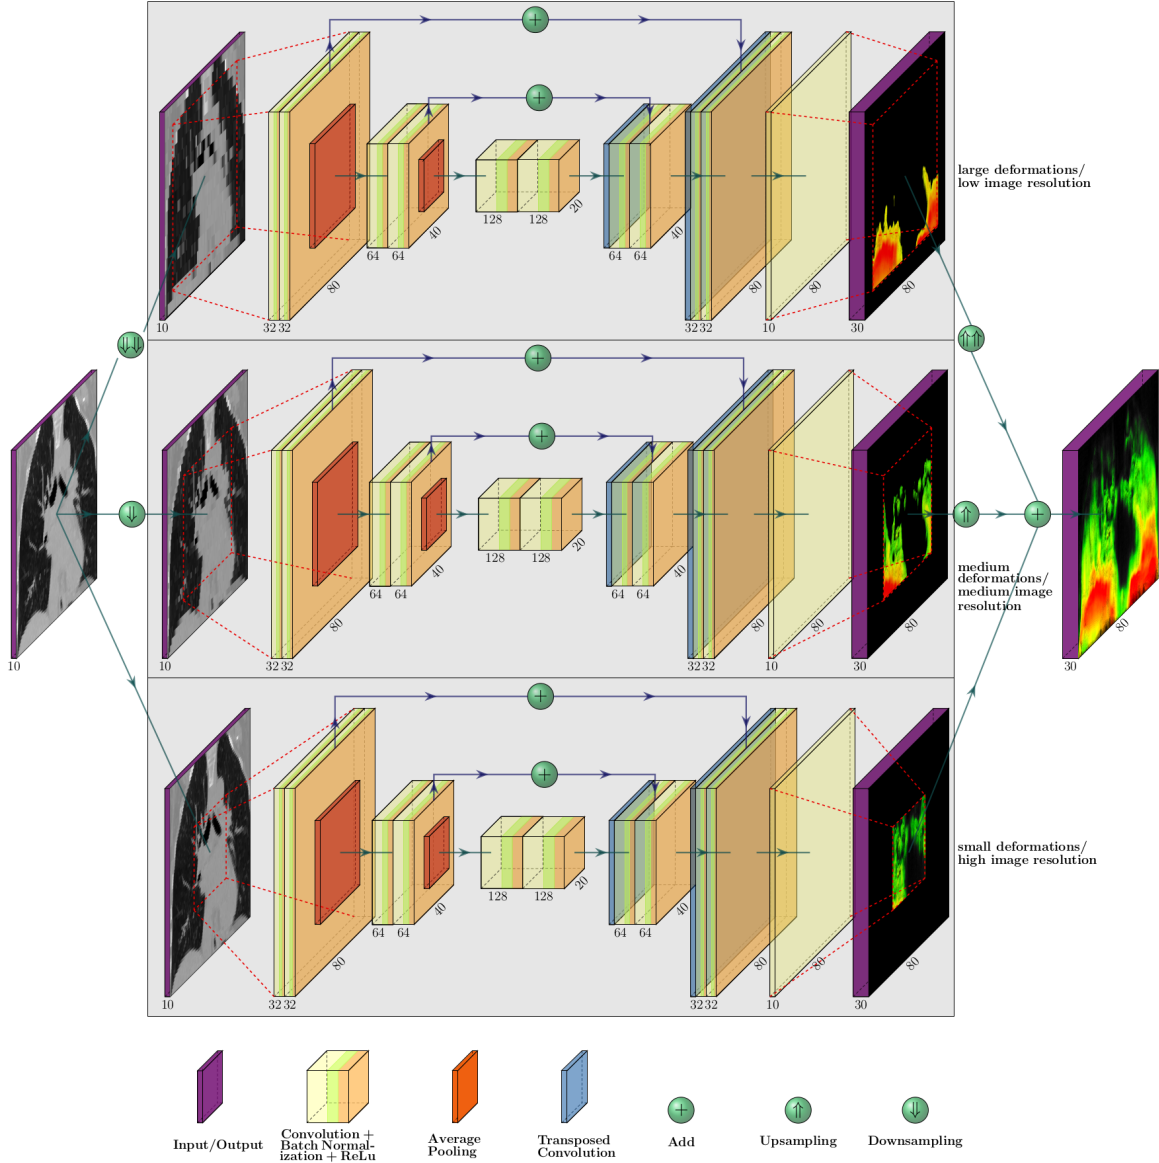 large deformations/
low image resolution
10
32 32
80
64 64
40
128 128
20
64 64
40
32 32
80
10
80
30
80
10
medium
deformations/
medium image
resolution
10
32 32
80
64 64
40
128 128
20
64 64
40
32 32
80
10
80
30
80
30
80
small deformations/
high image resolution
10
32 32
80
64 64
40
128 128
20
64 64
40
32 32
80
10
80
30
80
Input/Output
Convolution +
Batch Normal-
ization + ReLu
Average
Pooling
Transposed
Convolution
Add
Upsampling
Downsampling